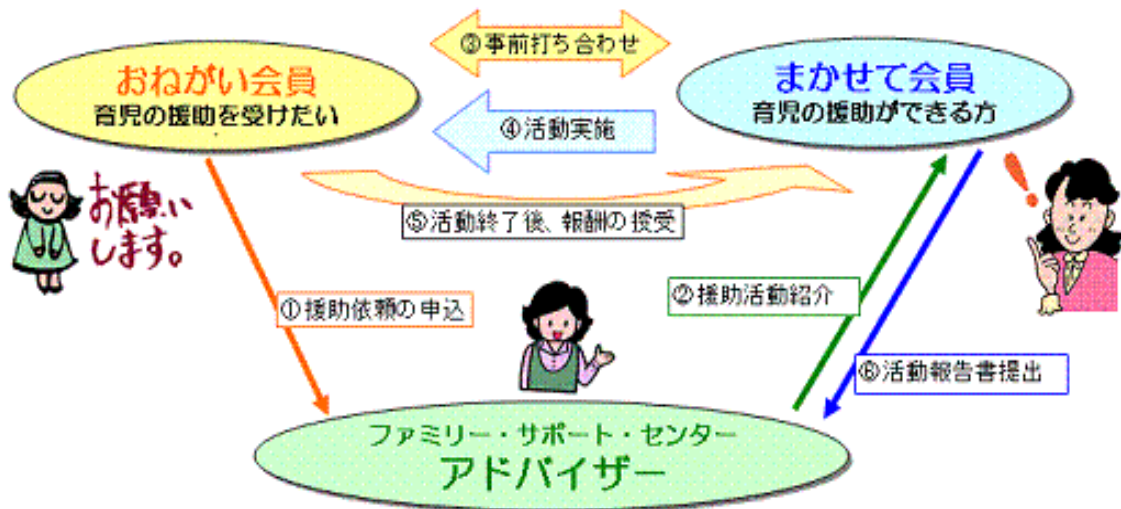 ③事前打ち合わせ
おねがい会員
育児の援助を受けたい
まかせて会員
育児の援助ができる方
④活動実施
⑤活動終了後、報酬の授受
お願い
します。
①援助依頼の申込
②援助活動紹介
⑥活動報告書提出
ファミリー・サポート・センター
アドバイザー